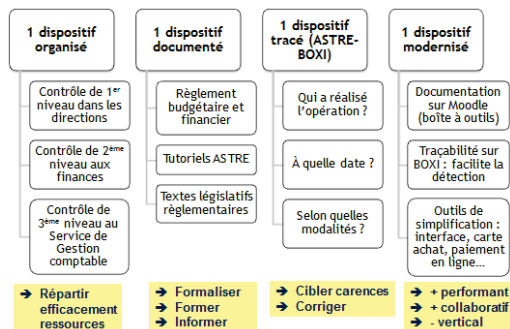 1 dispositif
organisé
Contrôle de 1er
niveau dans les
directions
Contrôle de 2ème
niveau aux
finances
Contrôle de
3ème niveau au
Service de
Gestion
comptable
➔ Répartir
efficacement
ressources
1 dispositif
documenté
Règlement
budgétaire et
financier
Tutoriels ASTRE
Textes législatifs
règlementaires
➔ Formaliser
➔ Former
➔ Informer
1 dispositif
tracé (ASTRE-
BOXI)
Qui a réalisé
l'opération ?
À quelle date ?
Selon quelles
modalités ?
➔ Cibler carences
➔ Corriger
1 dispositif
modernisé
Documentation
sur Moodle
(boîte à outils)
Traçabilité sur
BOXI : facilite la
détection
Outils de
simplification :
interface, carte
achat, paiement
en ligne…
➔ + performant
➔ + collaboratif
➔ - vertical